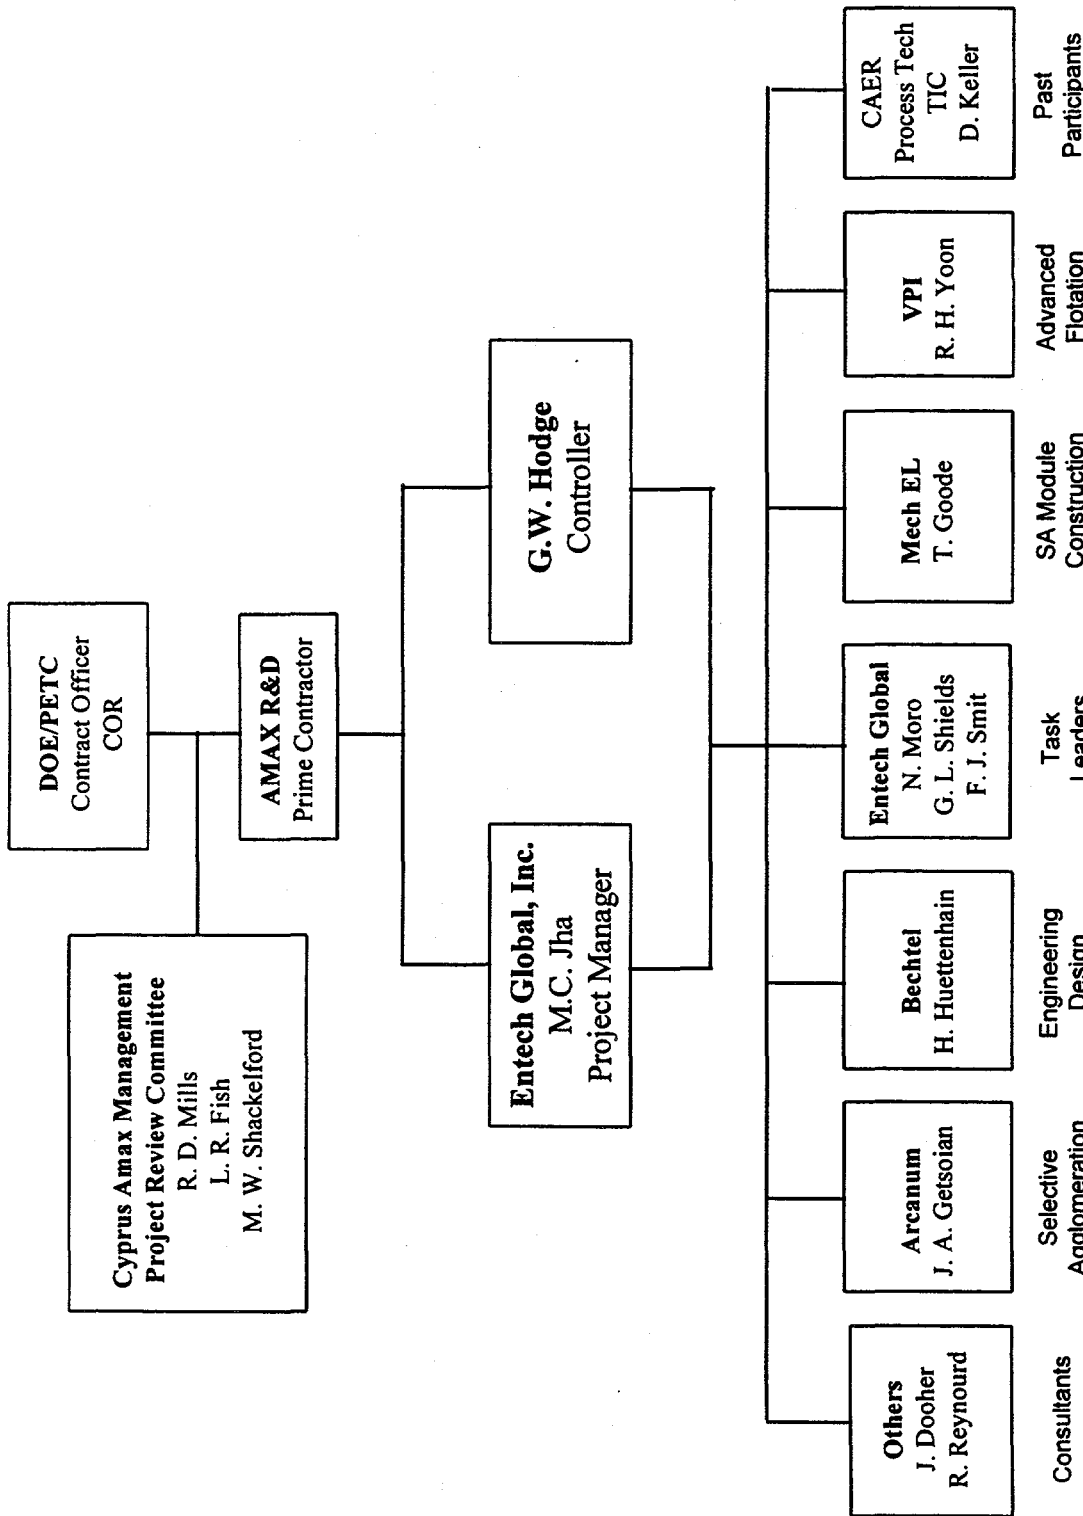 DOE/PETC
Contract Officer
COR
Cyprus Amax Management
Project Review Committee
R. D. Mills
L. R. Fish
M. W. Shackelford
AMAX R&D
Prime Contractor
Entech Global, Inc.
M.C. Jha
Project Manager
G.W. Hodge
Controller
Others
J. Dooher
R. Reynourd
Consultants
Arcanum
J. A. Getsoian
Selective
Agglomeration
Bechtel
H. Huettenhain
Engineering
Design
Entech Global
N. Moro
G. L. Shields
F. J. Smit
Task
Leaders
Mech EL
T. Goode
SA Module
Construction
VPI
R. H. Yoon
Advanced
Flotation
CAER
Process Tech
TIC
D. Keller
Past
Participants